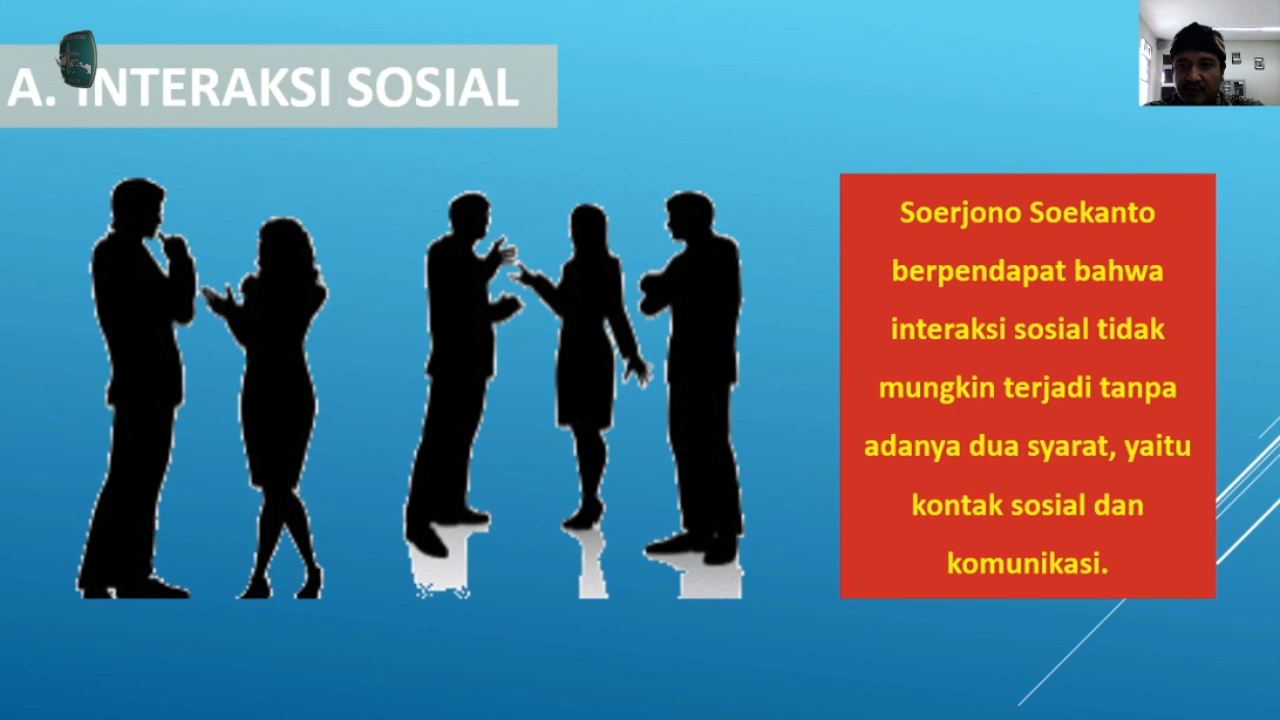 A. INTERAKSI SOSIAL
Soerjono Soekanto
berpendapat bahwa
interaksi sosial tidak
mungkin terjadi tanpa
adanya dua syarat, yaitu
kontak sosial dan
komunikasi.